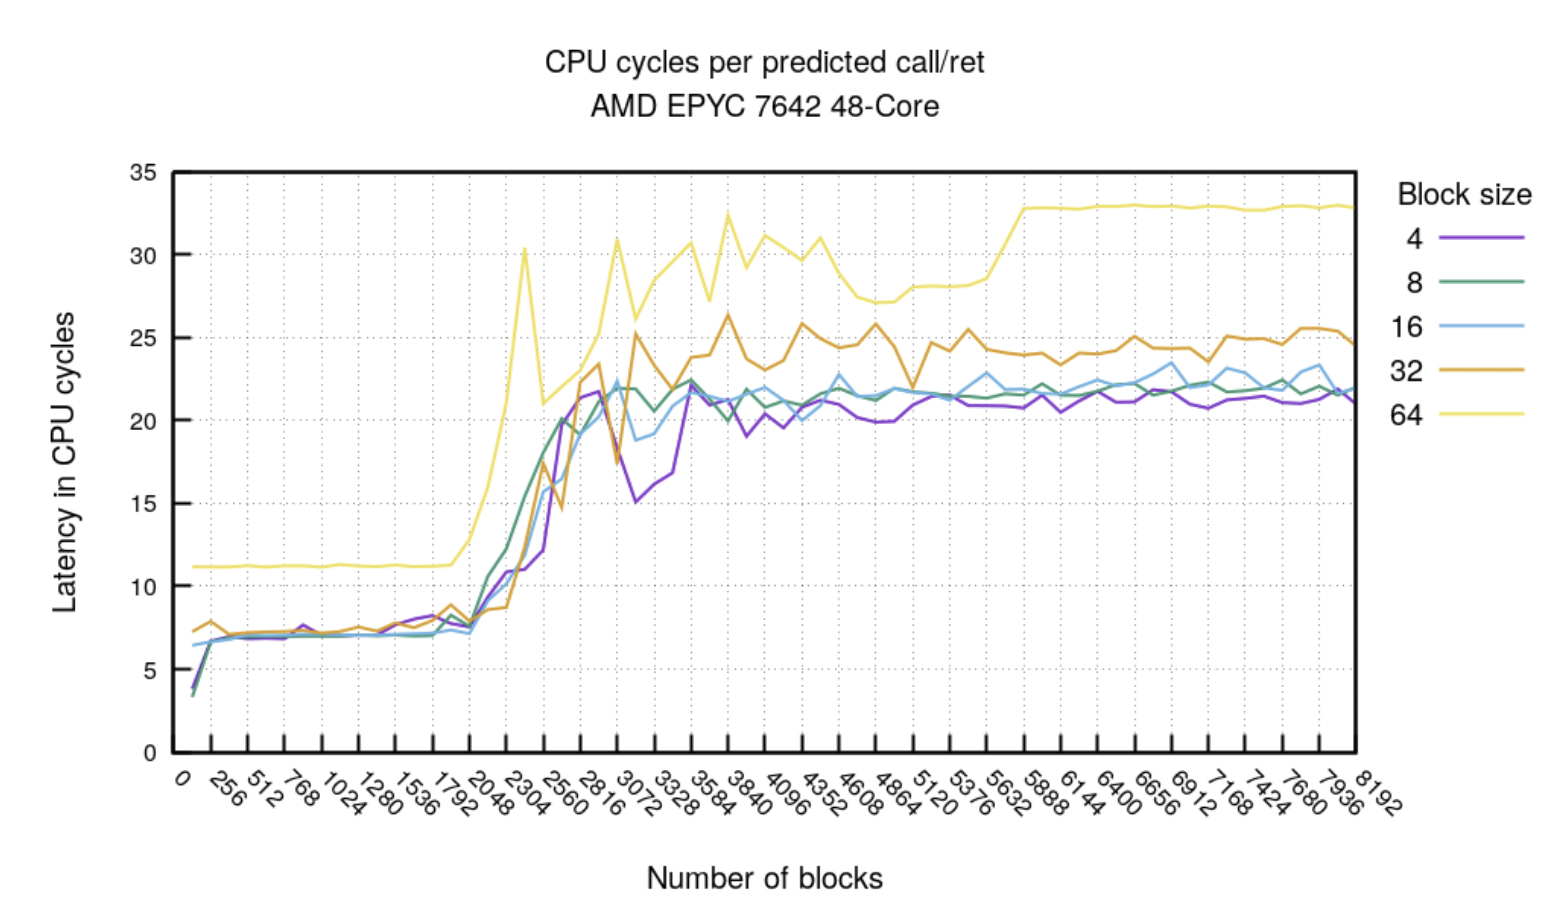 CPU cycles per predicted call/ret
AMD EPYC 7642 48-Core
Latency in CPU cycles
35
30
25
20
15
10
5
0
0 256 512 768 1024 1280 1536 1792 2048 2304 2560 2816 3072 3328 3584 3840 4096 4352 4608 4864 5120 5376 5632 5888 6144 6400 6656 6912 7168 7424 7680 7936 8192
Number of blocks
Block size
4
8
16
32
64